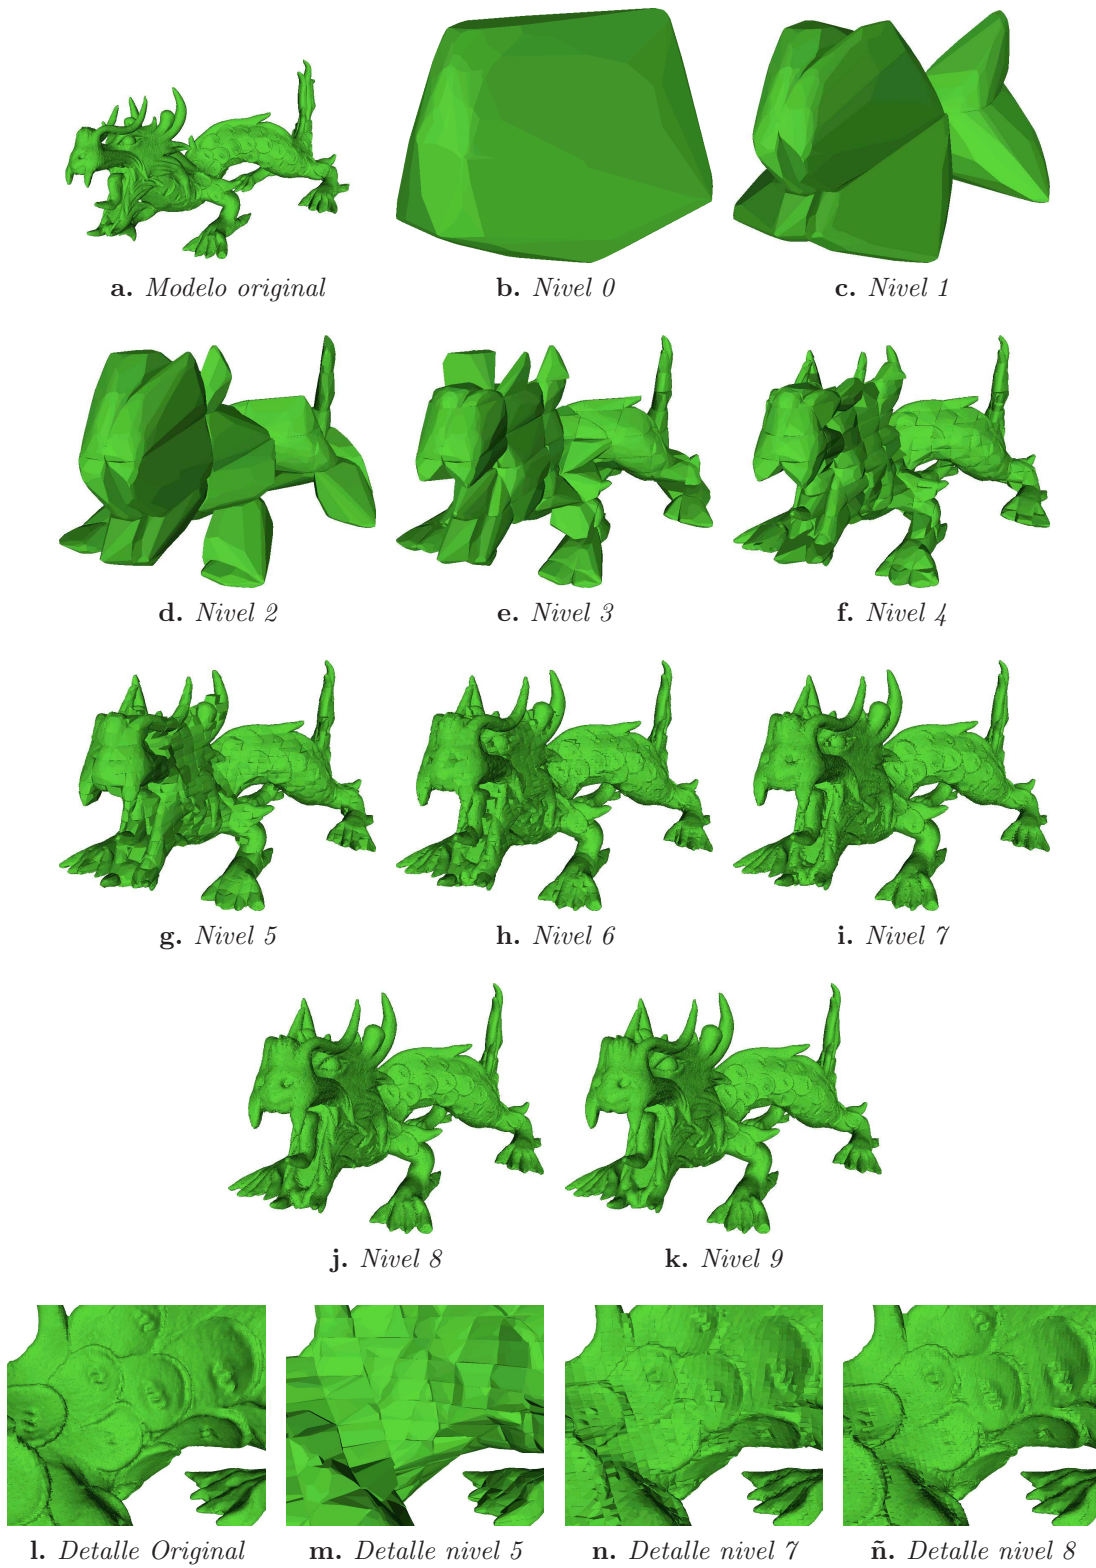 a. Modelo original b. Nivel 0 c. Nivel 1
d. Nivel 2 e. Nivel 3 f. Nivel 4
g. Nivel 5 h. Nivel 6 i. Nivel 7
j. Nivel 8 k. Nivel 9
l. Detalle Original m. Detalle nivel 5 n. Detalle nivel 7 ñ. Detalle nivel 8